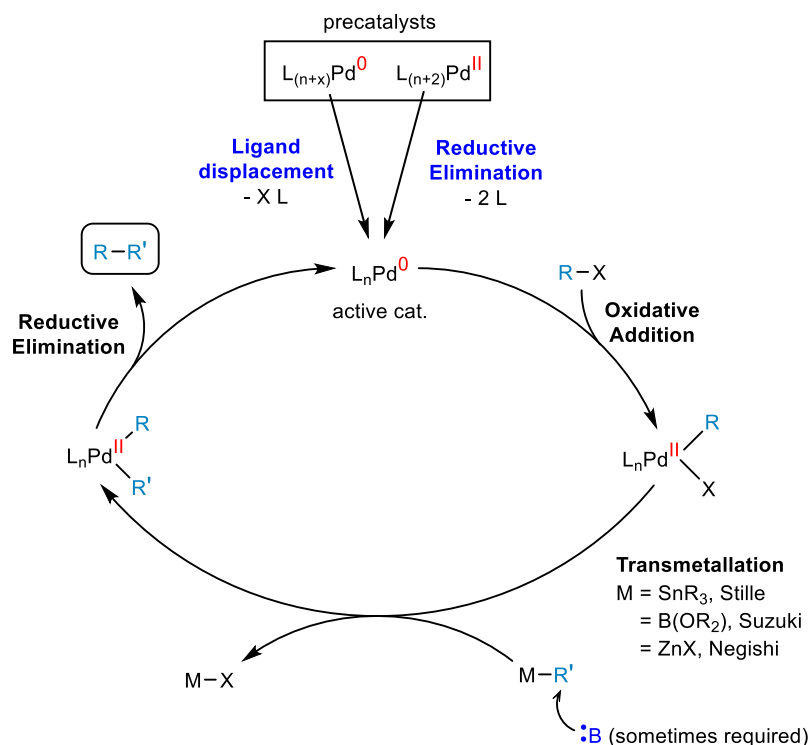 precatalysts
L(n+x)Pd0 L(n+2)PdII
Ligand
displacement
- X L
Reductive
Elimination
- 2 L
R–R'
LnPd0
active cat.
R–X
Oxidative
Addition
Reductive
Elimination
LnPdII
R
R'
LnPdII
R
X
Transmetallation
M = SnR3, Stille
= B(OR2), Suzuki
= ZnX, Negishi
M–X
M–R'
:B (sometimes required)